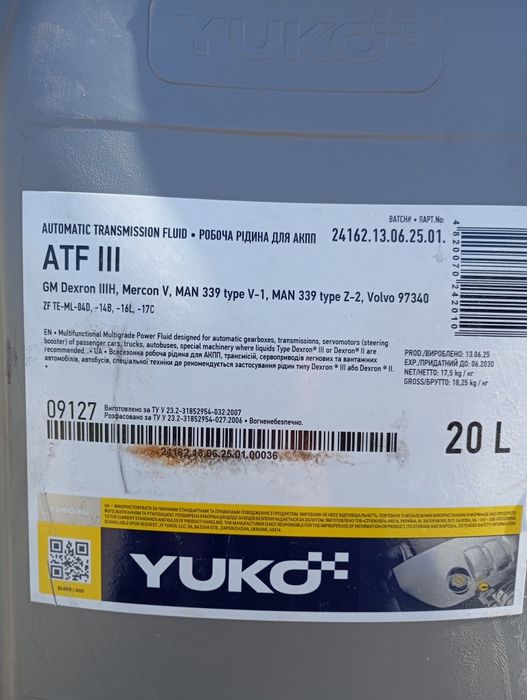 YUKO
BATCH# • ПАРТ.№:
AUTOMATIC TRANSMISSION FLUID • РОБОЧА РІДИНА ДЛЯ АКПП
24162.13.06.25.01.
ATF III
GM Dexron IIIH, Mercon V, MAN 339 type V-1, MAN 339 type Z-2, Volvo 97340
ZF TE-ML-04D, -14B, -16L, -17C
4820070242010
EN • Multifunctional Multigrade Power Fluid designed for automatic gearboxes, transmissions, servomotors (steering
booster) of passenger cars, trucks, autobuses, special machinery where liquids Type Dexron® III or Dexron® II are
recommended. • UA • Всесезонна робоча рідина для АКПП, трансмісій, сервоприводів легкових та вантажних
автомобілів, автобусів, спеціальної техніки де рекомендується застосування рідин типу Dexron ® III або Dexron ® II.
PROD/ВИРОБЛЕНО: 13.06.25
EXP/ПРИДАТНИЙ ДО: 06.2030
NET/НЕТТО: 17,5 kg / кг
GROSS/БРУТТО: 18,25 kg / кг
09127
Виготовлено за ТУ У 23.2-31852954-032:2007
Розфасовано за ТУ У 23.2-31852954-027:2006 • Вогненебезпечно.
24162.13.06.25.01.00036
20 L
YUKO.EU
BL009 / A03
YUKO